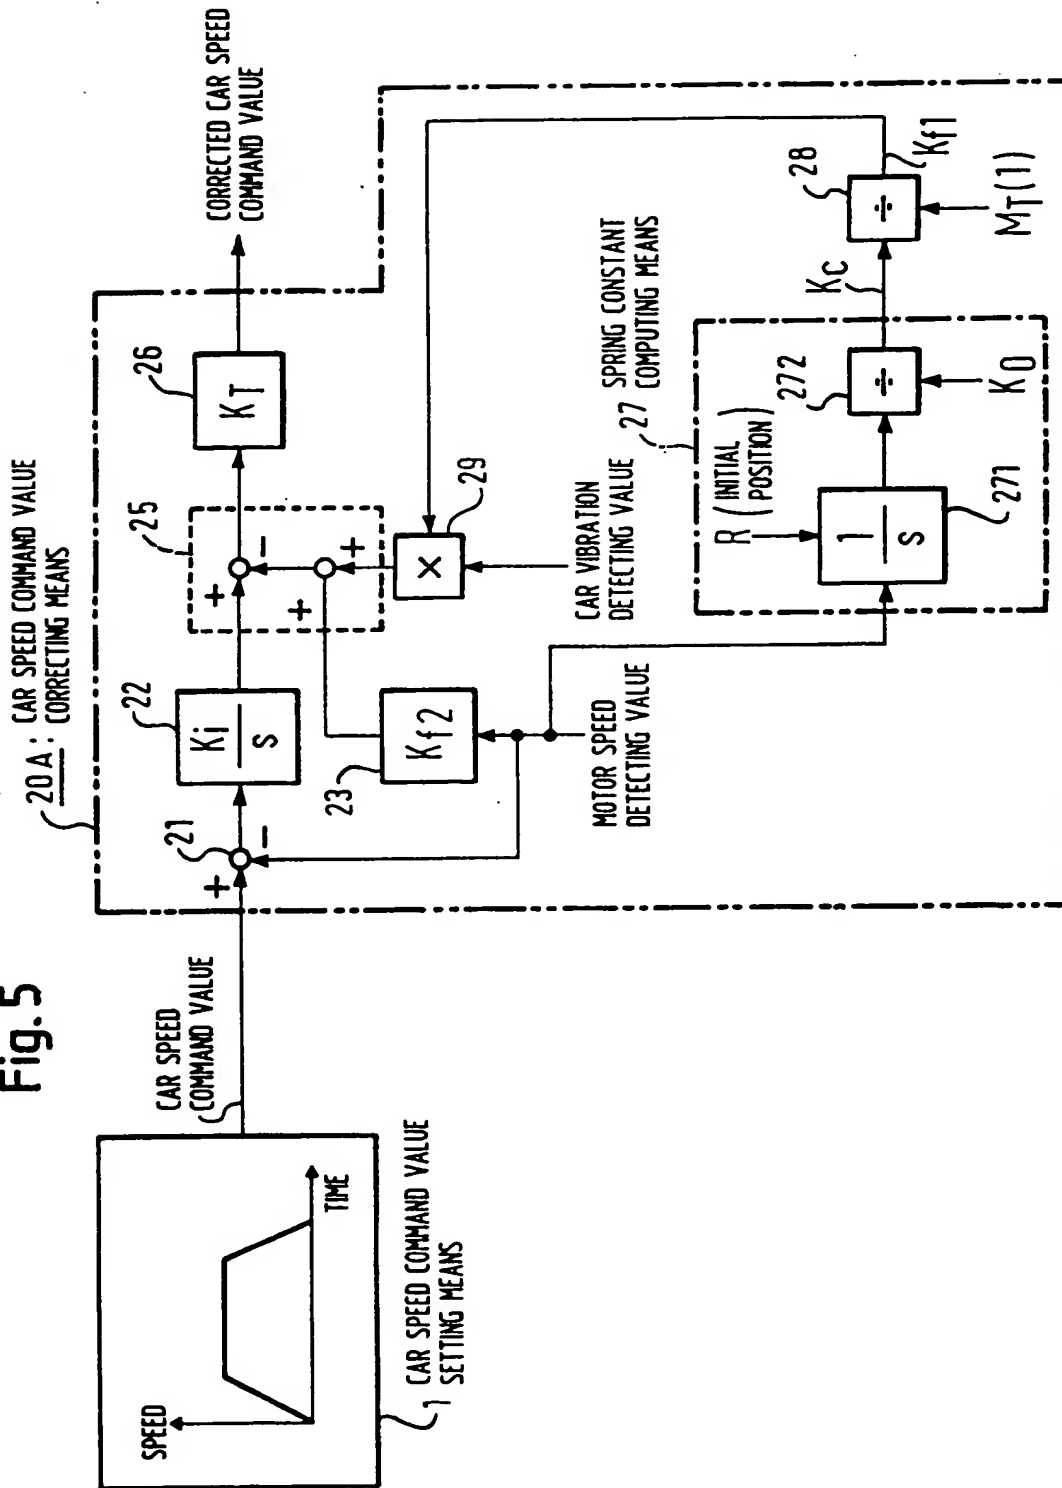 Fig. 5
20A : CAR SPEED COMMAND VALUE
CORRECTING MEANS
SPEED
TIME
1 CAR SPEED COMMAND VALUE
SETTING MEANS
CAR SPEED
COMMAND VALUE
+
-
21
22
Ki
s
23
Kf2
+
-
+
+
25
26
KT
CORRECTED CAR SPEED
COMMAND VALUE
×
29
MOTOR SPEED
DETECTING VALUE
CAR VIBRATION
DETECTING VALUE
27 SPRING CONSTANT
COMPUTING MEANS
R (INITIAL
POSITION)
1
s
271
272
÷
K0
KC
28
÷
Kf1
MT(1)